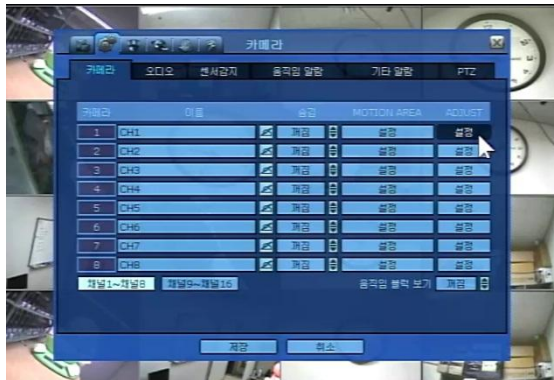 카메라
카메라 오디오 센서감지 움직임 알람 기타 알람 PTZ
카메라 이름 숨김 MOTION AREA ADJUST
1 CH1 꺼짐 설정 설정
2 CH2 꺼짐 설정 설정
3 CH3 꺼짐 설정 설정
4 CH4 꺼짐 설정 설정
5 CH5 꺼짐 설정 설정
6 CH6 꺼짐 설정 설정
7 CH7 꺼짐 설정 설정
8 CH8 꺼짐 설정 설정
채널1~채널8 채널9~채널16 움직임 블럭 보기 꺼짐
저장 취소